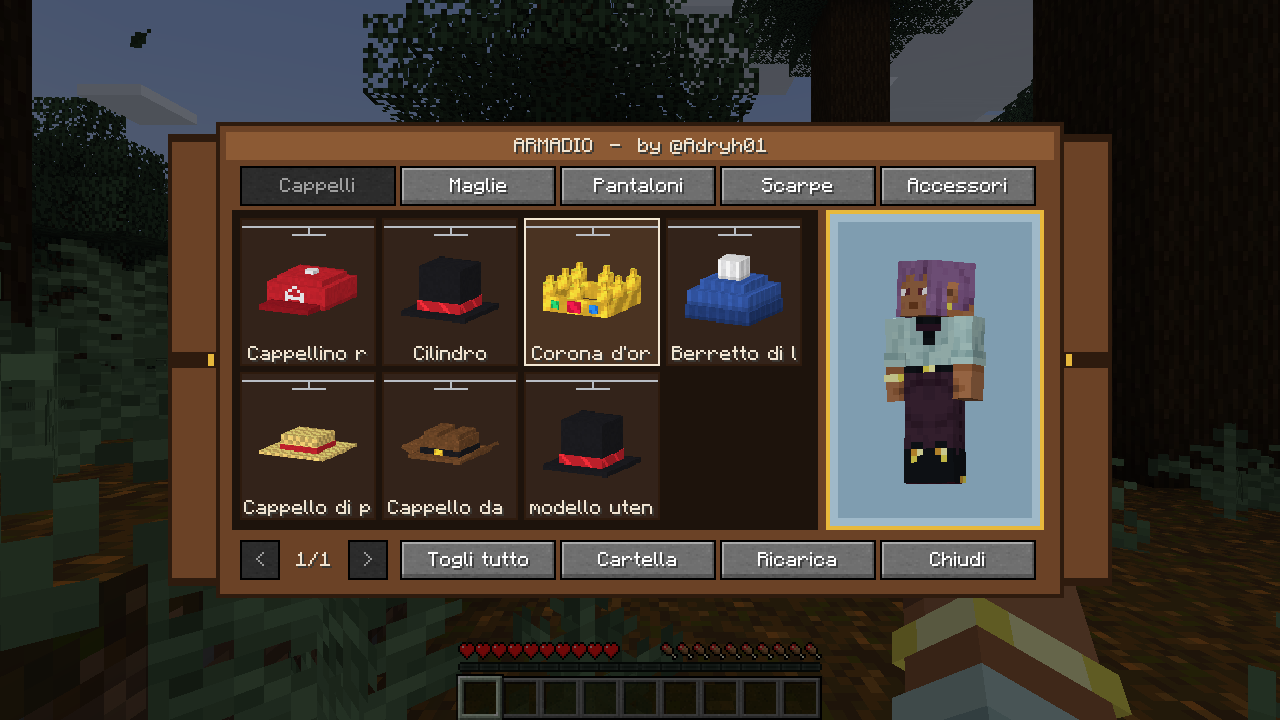 ARMADIO - by @Adryh01
Cappelli Maglie Pantaloni Scarpe Accessori
Cappellino r Cilindro Corona d'or Berretto di l
Cappello di p Cappello da modello uten
< 1/1 > Togli tutto Cartella Ricarica Chiudi